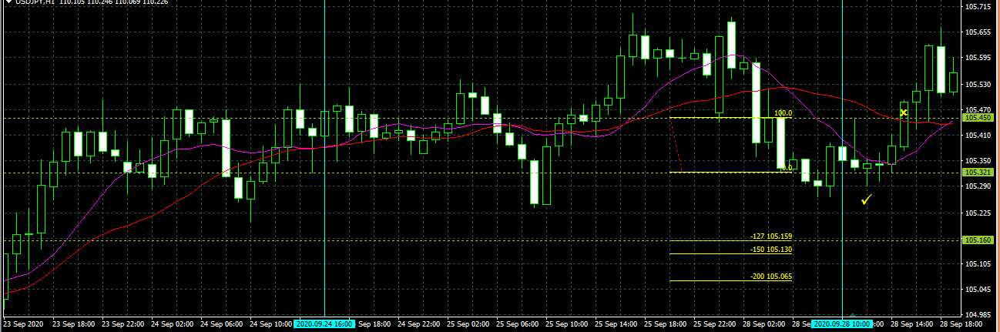 USDJPY,H1 110.105 110.246 110.069 110.226
105.715
105.655
105.595
105.530
105.470
105.450
105.410
105.350
105.321
105.290
105.225
105.160
105.105
105.045
104.985
100.0
0.0
-127 105.159
-150 105.130
-200 105.065
23 Sep 2020
23 Sep 18:00
23 Sep 22:00
24 Sep 02:00
24 Sep 06:00
24 Sep 10:00
2020.09.24 16:00
Sep 18:00
24 Sep 22:00
25 Sep 02:00
25 Sep 06:00
25 Sep 10:00
25 Sep 14:00
25 Sep 18:00
25 Sep 22:00
28 Sep 02:00
28 Se
2020.09.28 10:00
:00
28 Sep 14:00
28 Sep 18:00